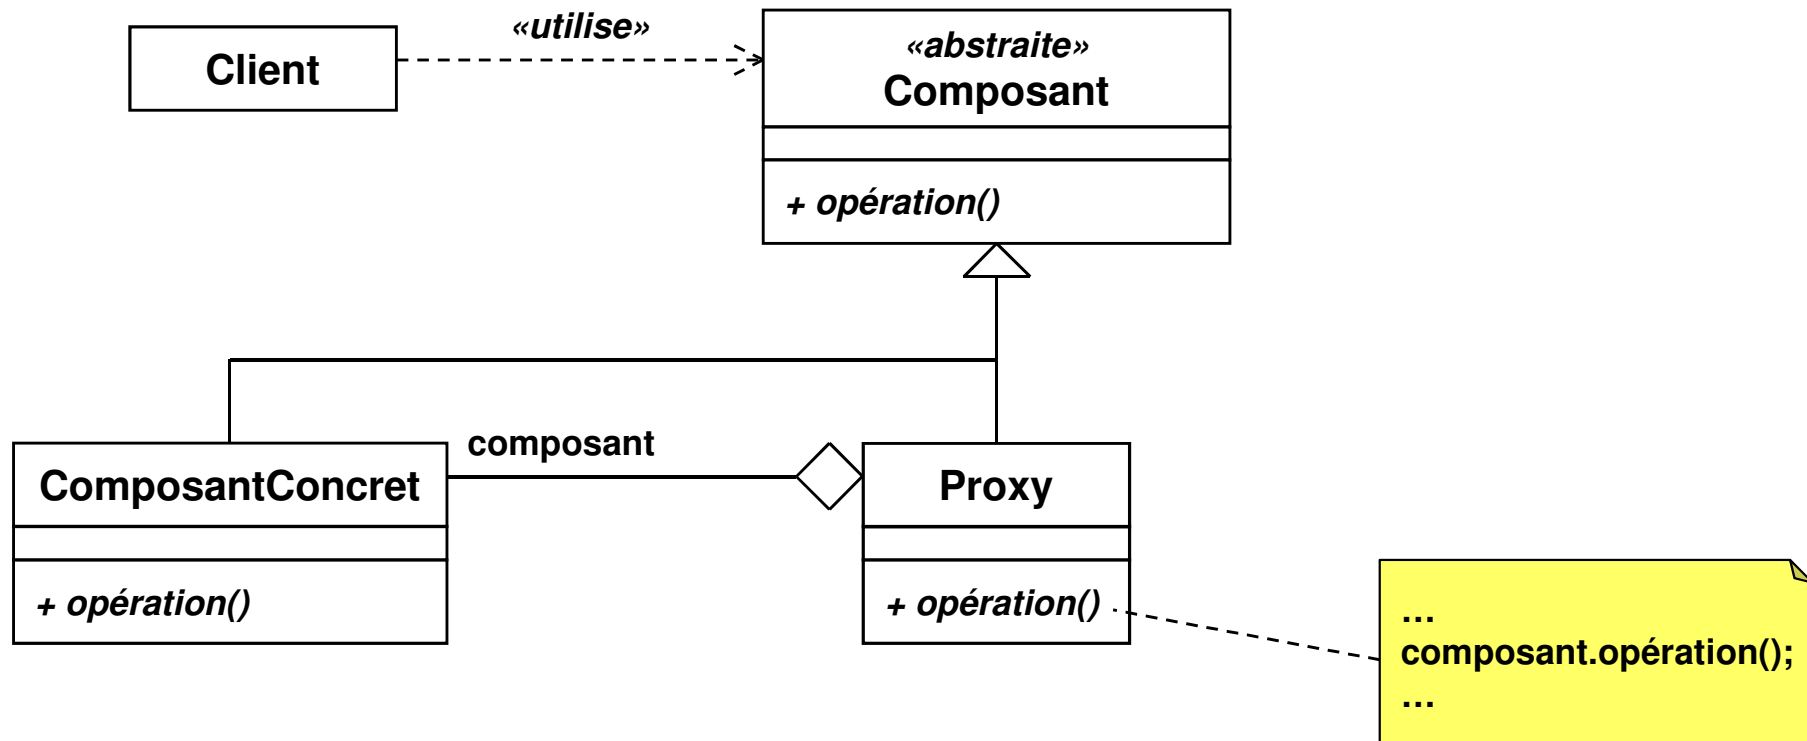 «utilise»
Client
«abstraite»
Composant
+ opération()
composant
ComposantConcret
+ opération()
Proxy
+ opération()
...
composant.opération();
...